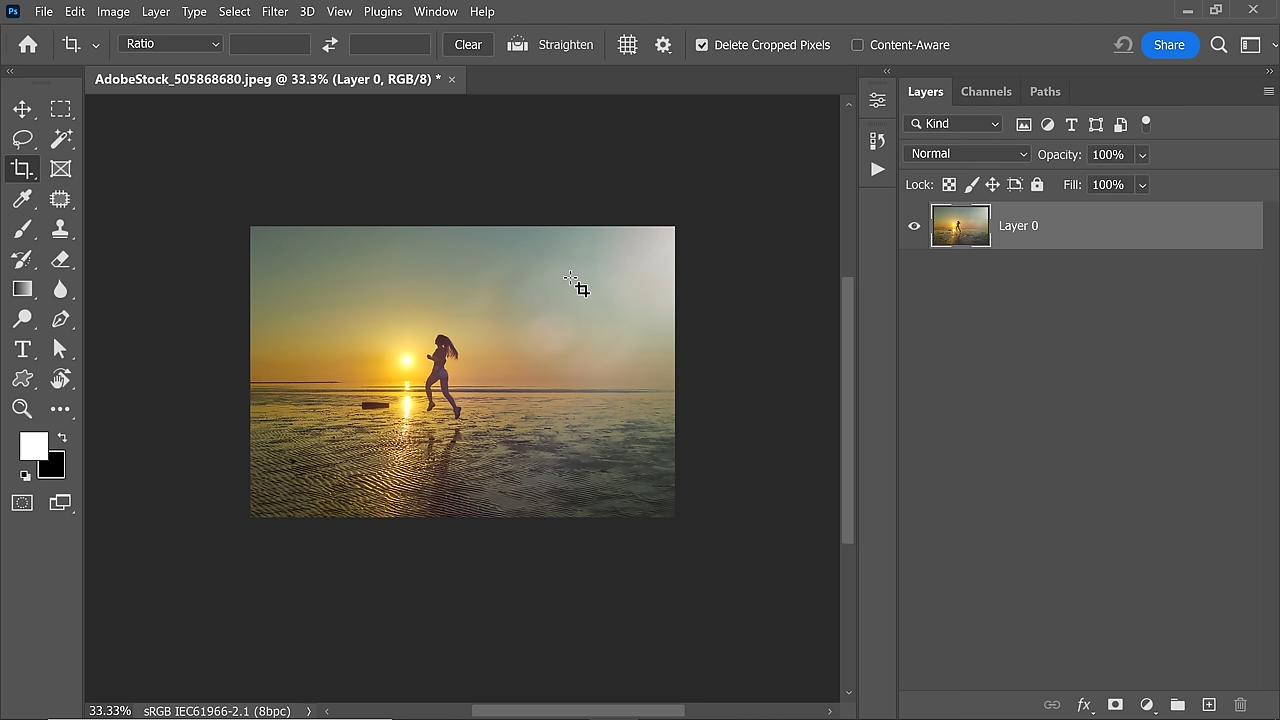 Ps File Edit Image Layer Type Select Filter 3D View Plugins Window Help
Ratio Clear Straighten Delete Cropped Pixels Content-Aware Share
AdobeStock_505868680.jpeg @ 33.3% (Layer 0, RGB/8) *
Layers Channels Paths
Kind
Normal Opacity: 100%
Lock: Fill: 100%
Layer 0
33.33% sRGB IEC61966-2.1 (8bpc)